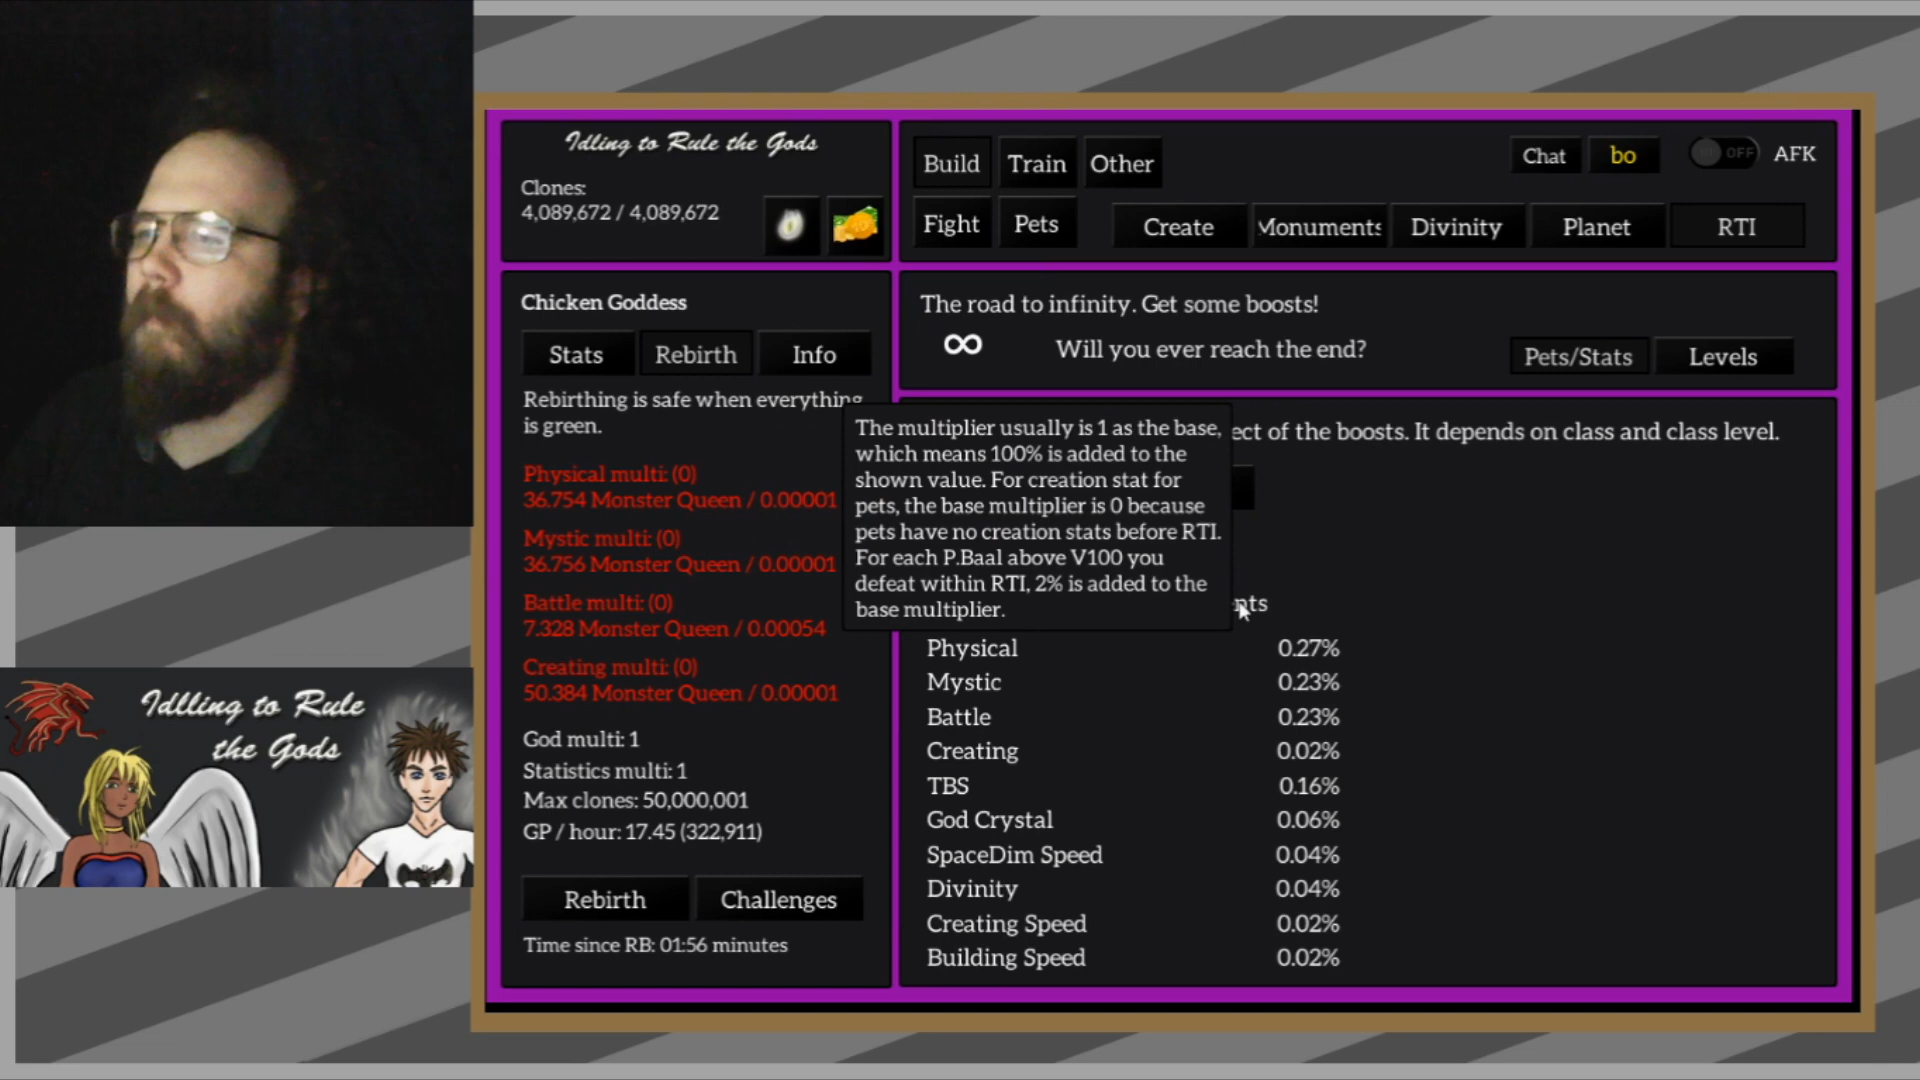 Idling to Rule the Gods
Clones:
4,089,672 / 4,089,672
Build
Train
Other
Fight
Pets
Create
Monuments
Divinity
Planet
RTI
Chat
bo
OFF
AFK
Chicken Goddess
Stats
Rebirth
Info
Rebirthing is safe when everything
is green.
Physical multi: (0)
36.754 Monster Queen / 0.00001
Mystic multi: (0)
36.756 Monster Queen / 0.00001
Battle multi: (0)
7.328 Monster Queen / 0.00054
Creating multi: (0)
50.384 Monster Queen / 0.00001
God multi: 1
Statistics multi: 1
Max clones: 50,000,001
GP / hour: 17.45 (322,911)
Rebirth
Challenges
Time since RB: 01:56 minutes
The road to infinity. Get some boosts!
∞
Will you ever reach the end?
Pets/Stats
Levels
of the boosts. It depends on class and class level.
The multiplier usually is 1 as the base,
which means 100% is added to the
shown value. For creation stat for
pets, the base multiplier is 0 because
pets have no creation stats before RTI.
For each P.Baal above V100 you
defeat within RTI, 2% is added to the
base multiplier.
Physical 0.27%
Mystic 0.23%
Battle 0.23%
Creating 0.02%
TBS 0.16%
God Crystal 0.06%
SpaceDim Speed 0.04%
Divinity 0.04%
Creating Speed 0.02%
Building Speed 0.02%
Idlling to Rule
the Gods